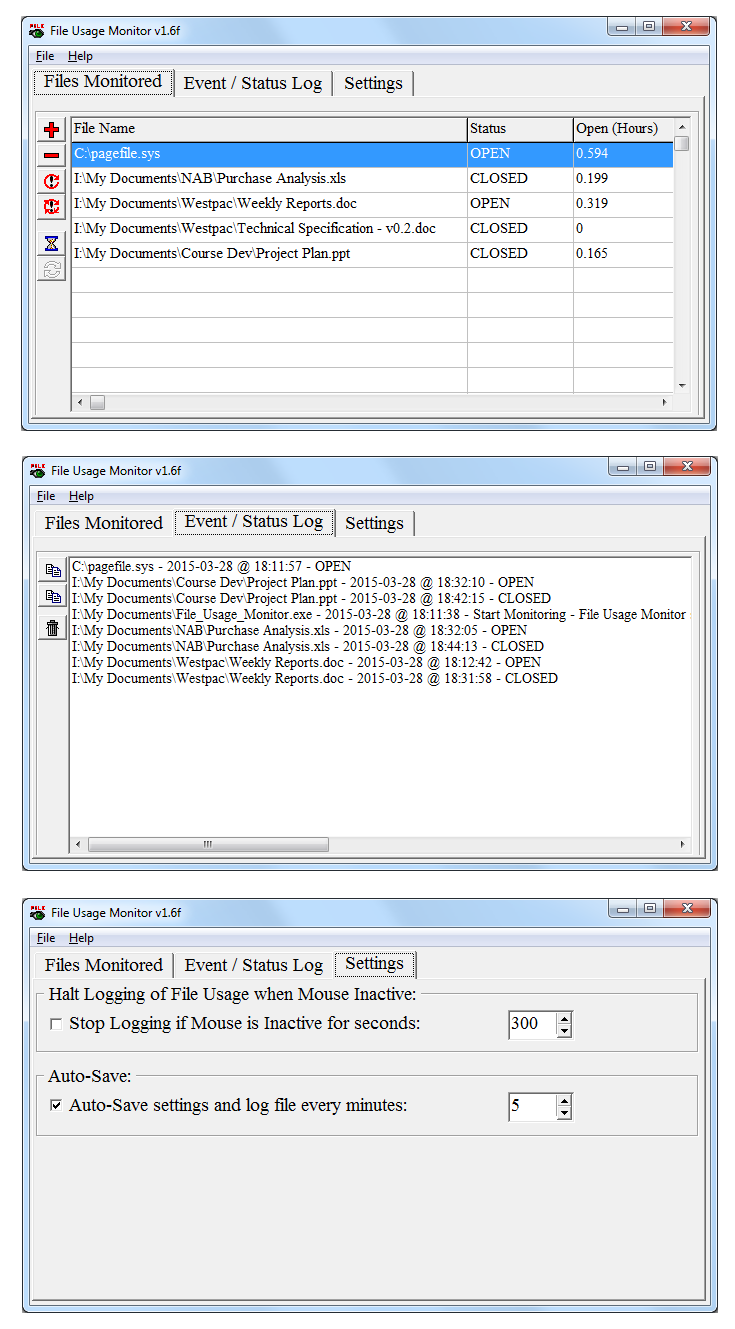 File Usage Monitor v1.6f
File Help
Files Monitored Event / Status Log Settings
File Name Status Open (Hours)
C:\pagefile.sys OPEN 0.594
I:\My Documents\NAB\Purchase Analysis.xls CLOSED 0.199
I:\My Documents\Westpac\Weekly Reports.doc OPEN 0.319
I:\My Documents\Westpac\Technical Specification - v0.2.doc CLOSED 0
I:\My Documents\Course Dev\Project Plan.ppt CLOSED 0.165
FILE File Usage Monitor v1.6f
File Help
Files Monitored Event / Status Log Settings
C:\pagefile.sys - 2015-03-28 @ 18:11:57 - OPEN
I:\My Documents\Course Dev\Project Plan.ppt - 2015-03-28 @ 18:32:10 - OPEN
I:\My Documents\Course Dev\Project Plan.ppt - 2015-03-28 @ 18:42:15 - CLOSED
I:\My Documents\File_Usage_Monitor.exe - 2015-03-28 @ 18:11:38 - Start Monitoring - File Usage Monitor
I:\My Documents\NAB\Purchase Analysis.xls - 2015-03-28 @ 18:32:05 - OPEN
I:\My Documents\NAB\Purchase Analysis.xls - 2015-03-28 @ 18:44:13 - CLOSED
I:\My Documents\Westpac\Weekly Reports.doc - 2015-03-28 @ 18:12:42 - OPEN
I:\My Documents\Westpac\Weekly Reports.doc - 2015-03-28 @ 18:31:58 - CLOSED
FILE File Usage Monitor v1.6f
File Help
Files Monitored Event / Status Log Settings
Halt Logging of File Usage when Mouse Inactive:
Stop Logging if Mouse is Inactive for seconds: 300
Auto-Save:
Auto-Save settings and log file every minutes: 5